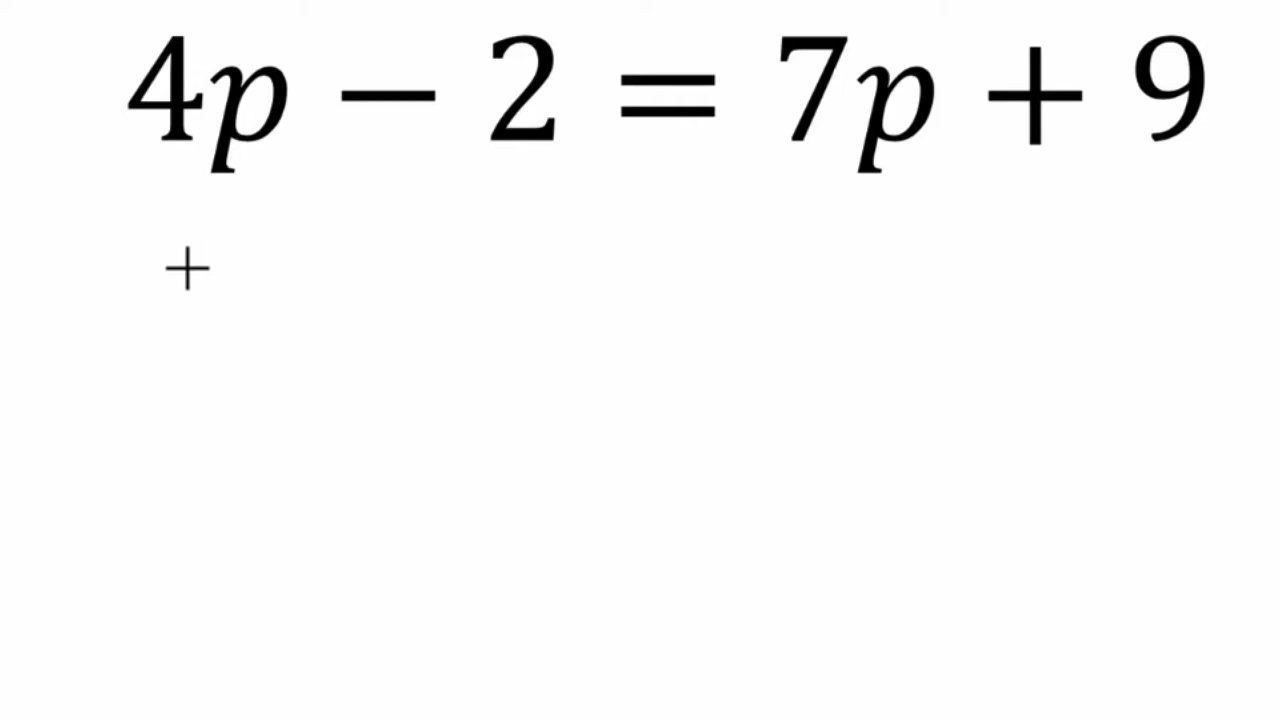 4p − 2 = 7p + 9
+